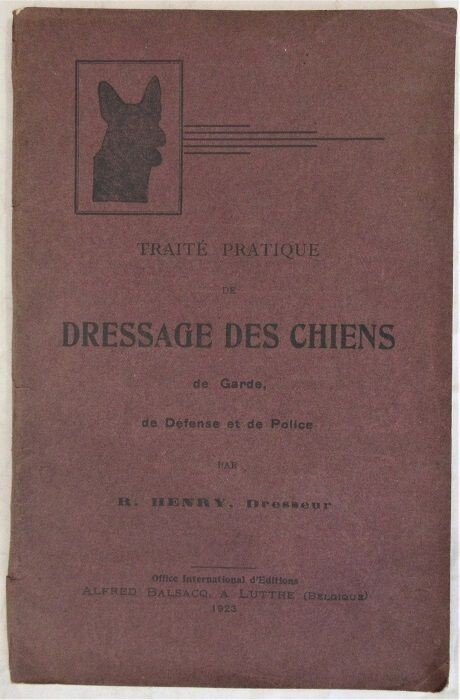 TRAITÉ PRATIQUE
DE
DRESSAGE DES CHIENS
de Garde,
de Défense et de Police
PAR
R. HENRY, Dresseur
Office International d'Editions
ALFRED BALSACQ, A LUTTRE (BELGIQUE)
1923